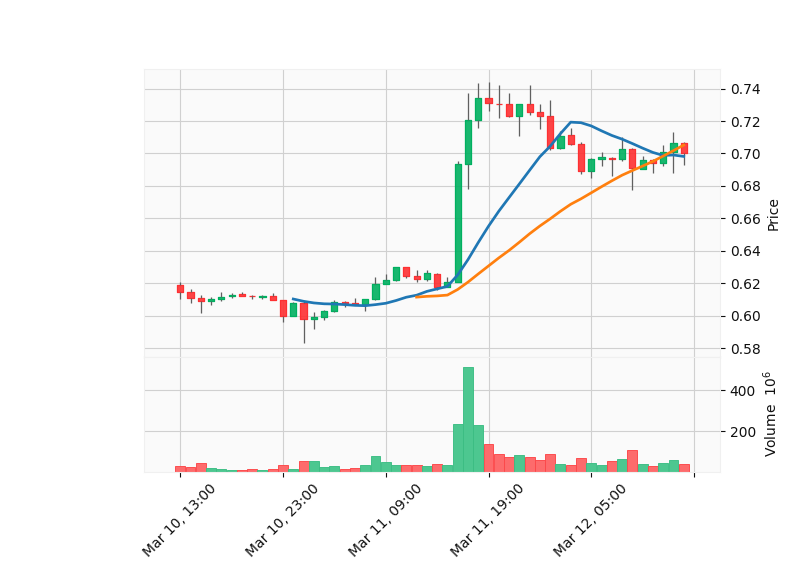 0.74
0.72
0.70
0.68
0.66
0.64
0.62
0.60
0.58
Price
400
200
Volume 10^6
Mar 10, 13:00
Mar 10, 23:00
Mar 11, 09:00
Mar 11, 19:00
Mar 12, 05:00